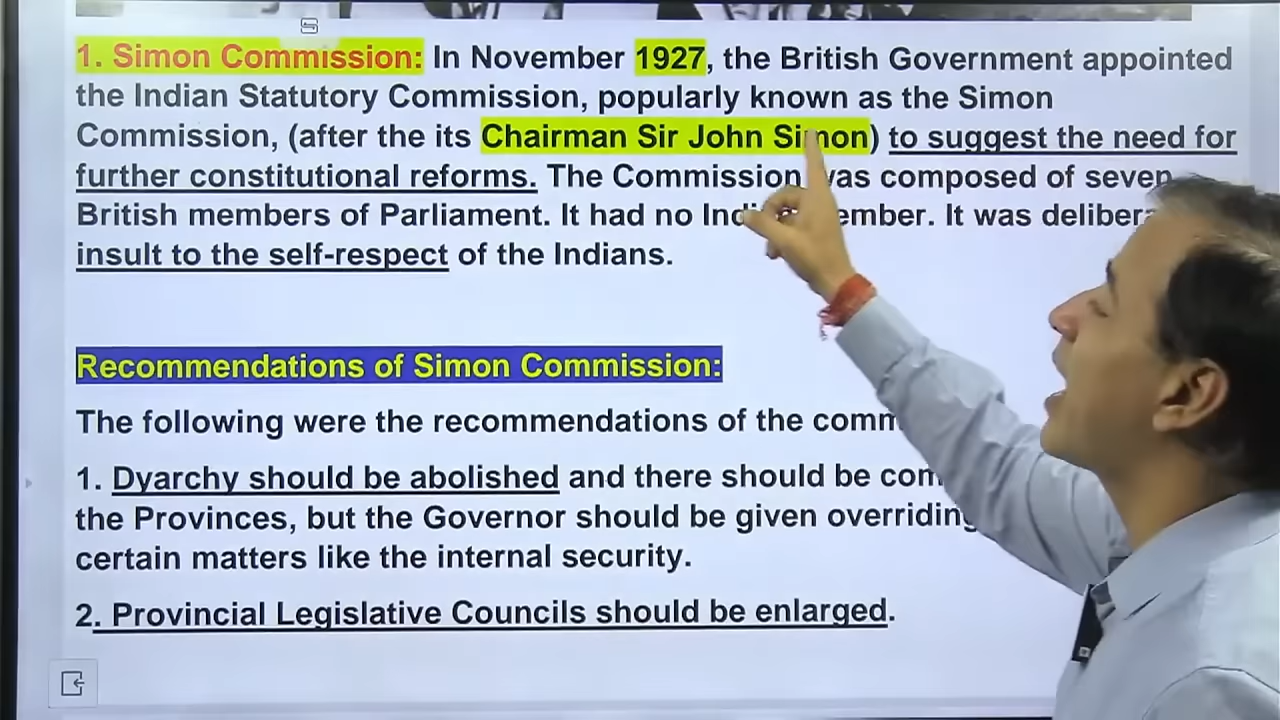 1. Simon Commission: In November 1927, the British Government appointed
the Indian Statutory Commission, popularly known as the Simon
Commission, (after the its Chairman Sir John Simon) to suggest the need for
further constitutional reforms. The Commission was composed of seven
British members of Parliament. It had no It was
insult to the self-respect of the Indians.
Recommendations of Simon Commission:
The following were the recommendations of the
1. Dyarchy should be abolished and there should be
the Provinces, but the Governor should be given overriding
certain matters like the internal security.
2. Provincial Legislative Councils should be enlarged.